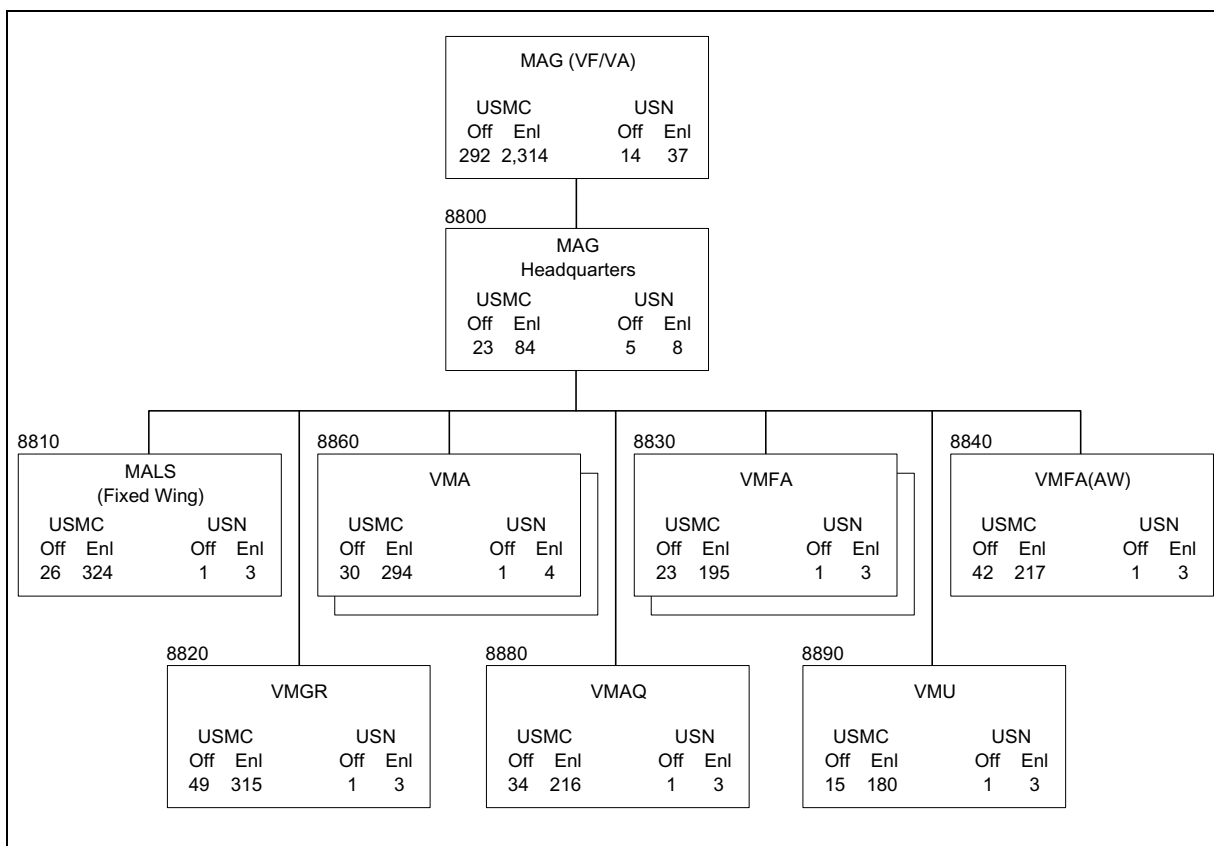 MAG (VF/VA)
USMC USN
Off Enl Off Enl
292 2,314 14 37
8800
MAG
Headquarters
USMC USN
Off Enl Off Enl
23 84 5 8
8810
MALS
(Fixed Wing)
USMC USN
Off Enl Off Enl
26 324 1 3
8860
VMA
USMC USN
Off Enl Off Enl
30 294 1 4
8830
VMFA
USMC USN
Off Enl Off Enl
23 195 1 3
8840
VMFA(AW)
USMC USN
Off Enl Off Enl
42 217 1 3
8820
VMGR
USMC USN
Off Enl Off Enl
49 315 1 3
8880
VMAQ
USMC USN
Off Enl Off Enl
34 216 1 3
8890
VMU
USMC USN
Off Enl Off Enl
15 180 1 3